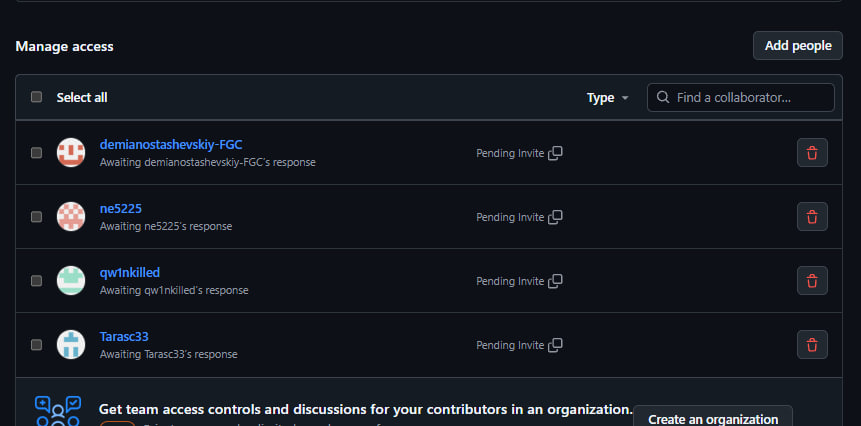 Manage access
Add people
Select all
Type
Find a collaborator...
demianostashevskiy-FGC
Awaiting demianostashevskiy-FGC's response
Pending Invite
ne5225
Awaiting ne5225's response
Pending Invite
qw1nkilled
Awaiting qw1nkilled's response
Pending Invite
Tarasc33
Awaiting Tarasc33's response
Pending Invite
Get team access controls and discussions for your contributors in an organization.
Create an organization